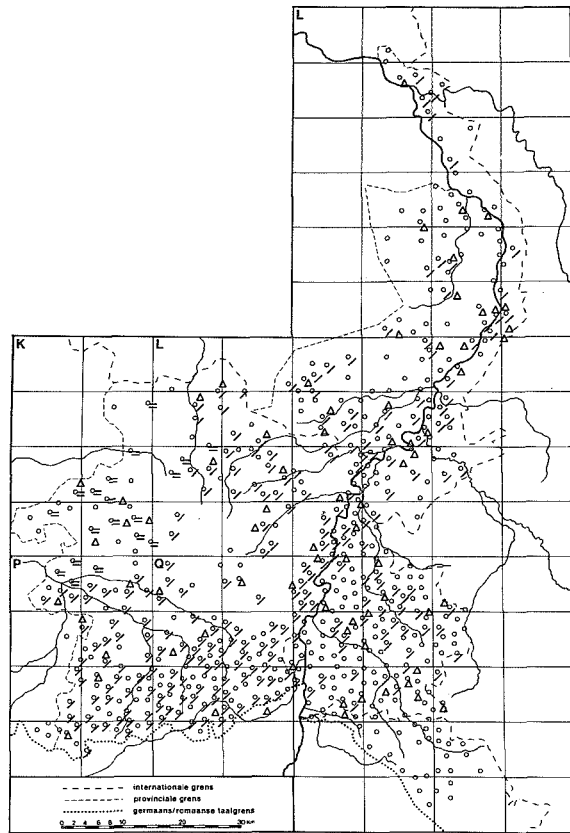 L
K L
P Q
internationale grens
provinciale grens
germaans/romaanse taalgrens
0 2 4 6 8 10 20 30 KM